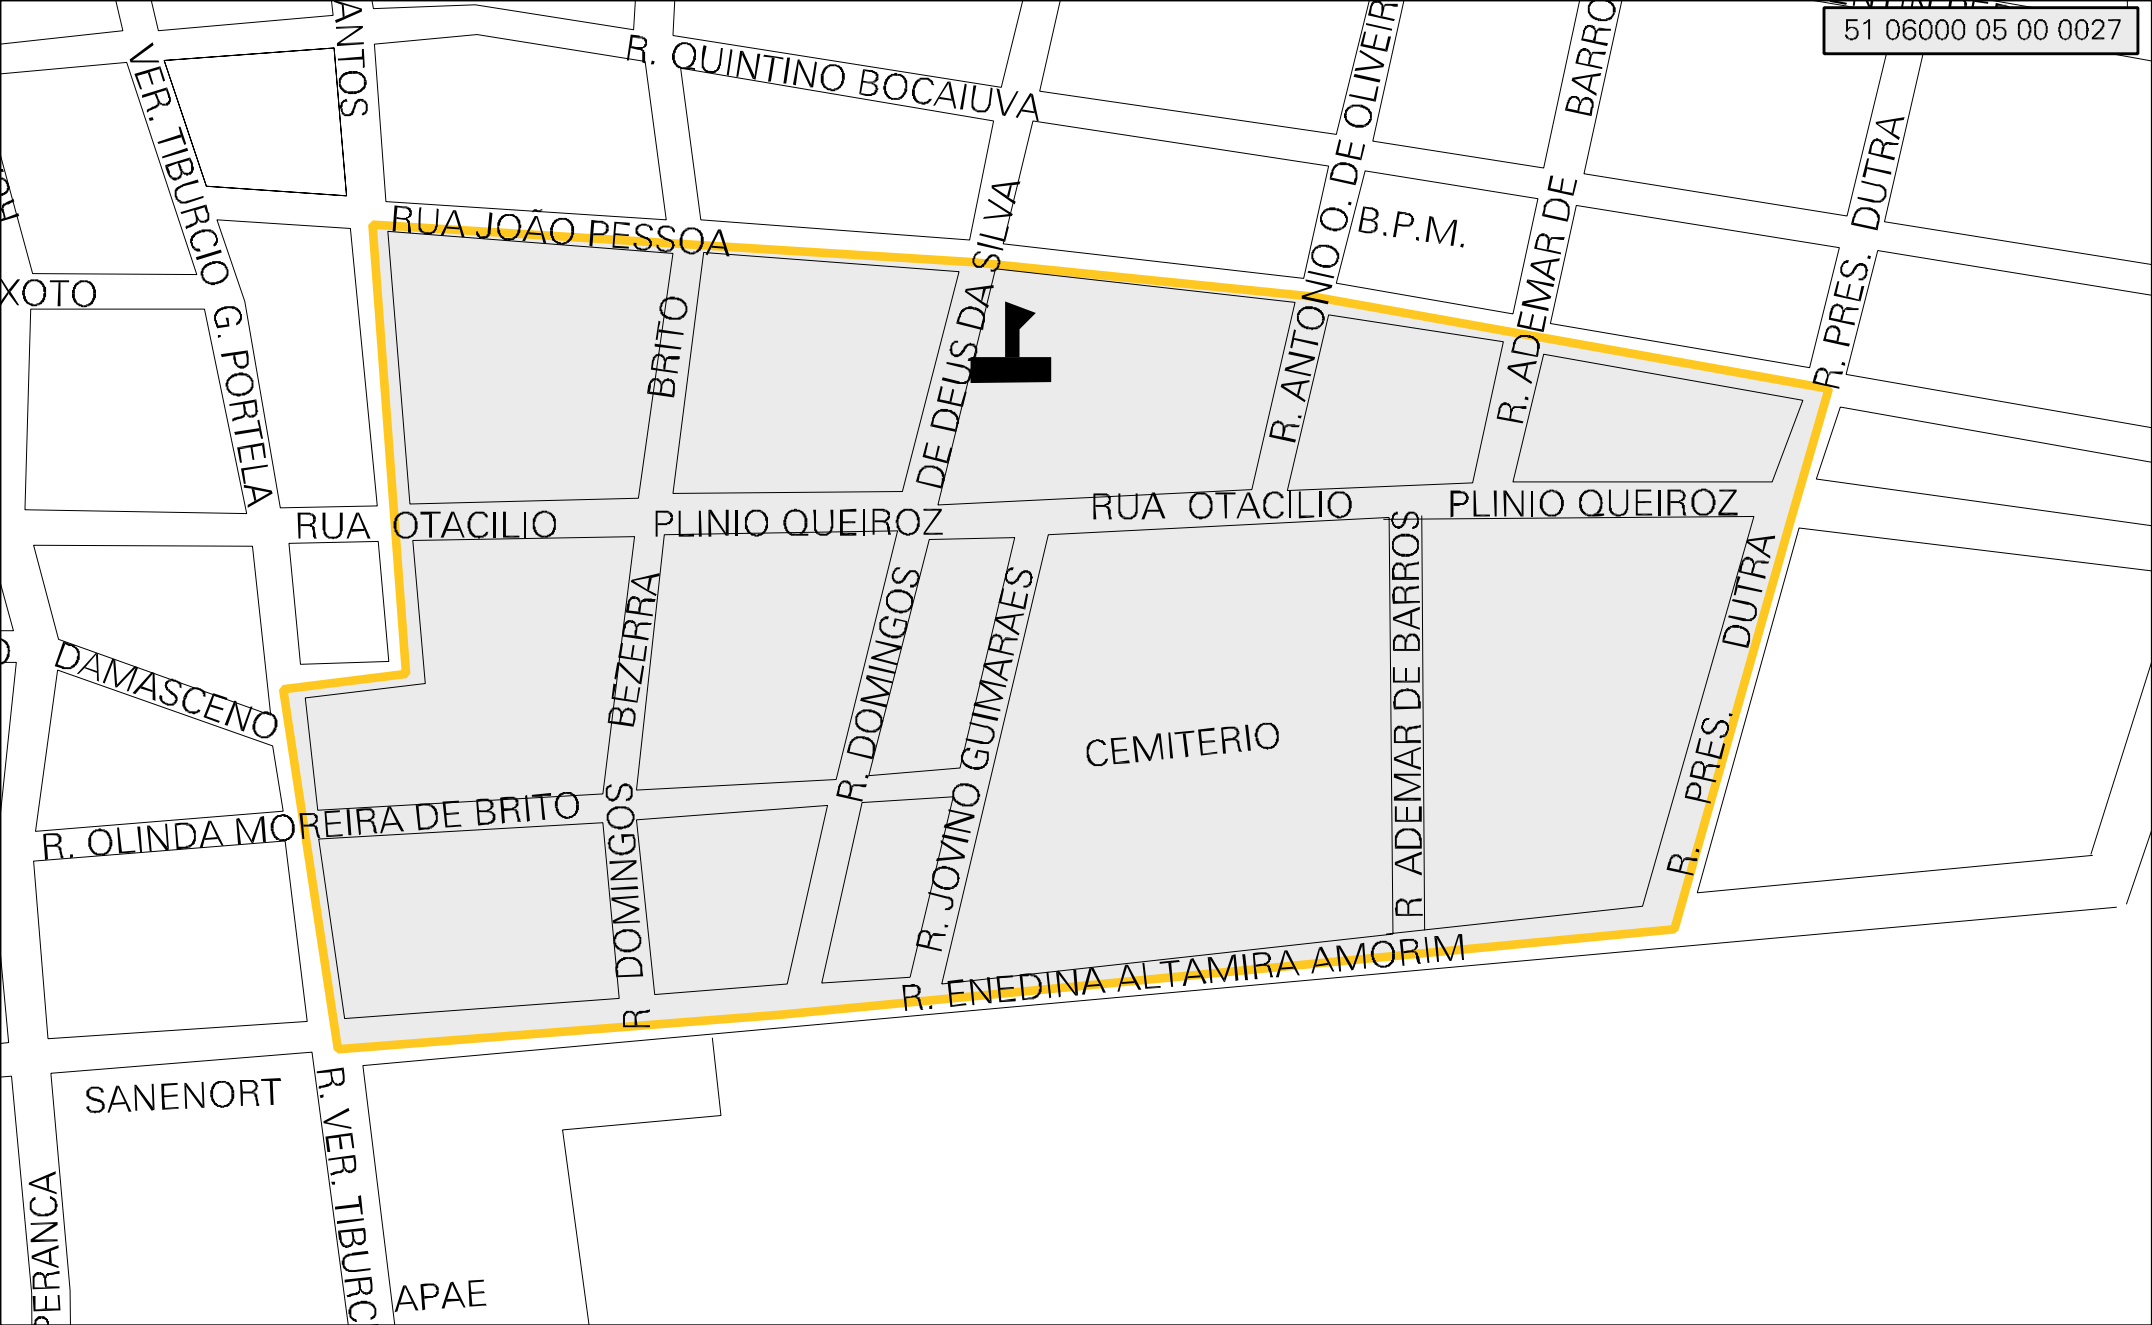 51 06000 05 00 0027
ANTOS
R. QUINTINO BOCAIUVA
VER. TIBURCIO G. PORTELA
R. ANTONIO O. DE OLIVEIR
R. ADEMAR DE BARRO
R. PRES. DUTRA
B.P.M.
RUA JOÃO PESSOA
XOTO
BRITO
DE DEUS DA SILVA
RUA OTACILIO PLINIO QUEIROZ
RUA OTACILIO PLINIO QUEIROZ
DAMASCENO
BEZERRA
R. DOMINGOS
R. JOVINO GUIMARAES
CEMITERIO
R ADEMAR DE BARROS
R. PRES. DUTRA
R. OLINDA MOREIRA DE BRITO
R DOMINGOS
R. ENEDINA ALTAMIRA AMORIM
SANENORT
R. VER. TIBURC
PERANCA
APAE